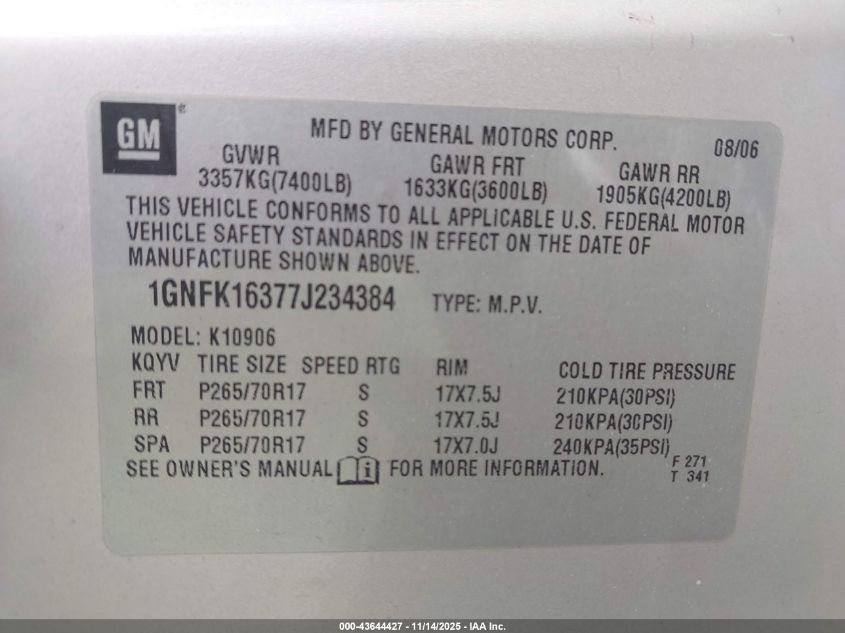 GM ®
MFD BY GENERAL MOTORS CORP. 08/06
GVWR GAWR FRT GAWR RR
3357KG(7400LB) 1633KG(3600LB) 1905KG(4200LB)
THIS VEHICLE CONFORMS TO ALL APPLICABLE U.S. FEDERAL MOTOR
VEHICLE SAFETY STANDARDS IN EFFECT ON THE DATE OF
MANUFACTURE SHOWN ABOVE.
1GNFK16377J234384 TYPE: M.P.V.
MODEL: K10906
KQYV TIRE SIZE SPEED RTG RIM COLD TIRE PRESSURE
FRT P265/70R17 S 17X7.5J 210KPA(30PSI)
RR P265/70R17 S 17X7.5J 210KPA(30PSI)
SPA P265/70R17 S 17X7.0J 240KPA(35PSI)
SEE OWNER'S MANUAL i FOR MORE INFORMATION. F 271
T 341
000-43644427 - 11/14/2025 - IAA Inc.